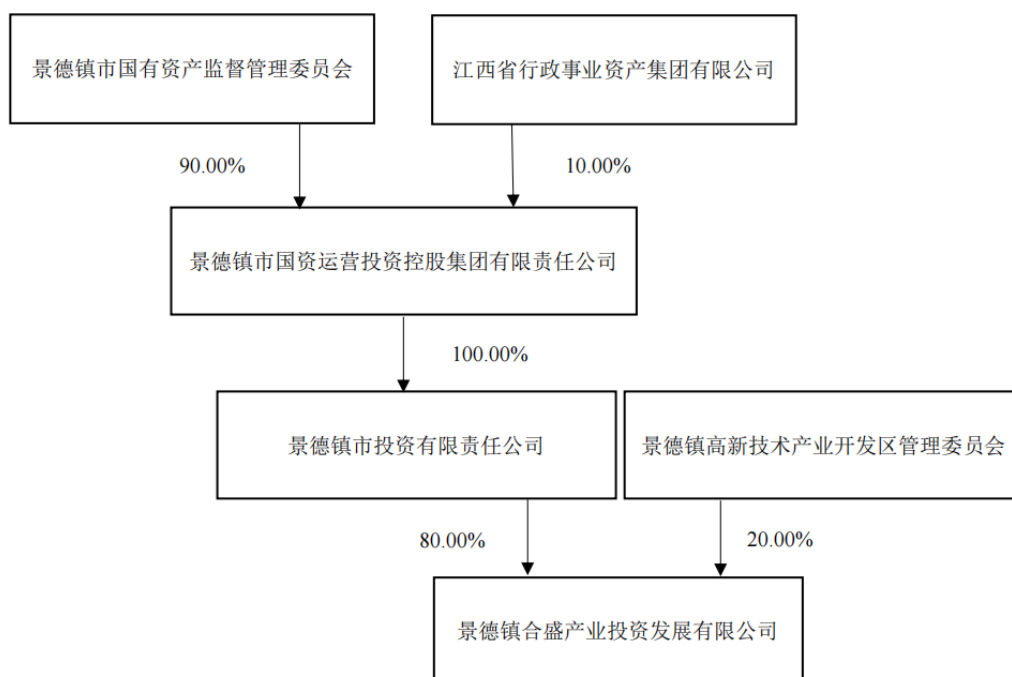 景德镇市国有资产监督管理委员会
江西省行政事业资产集团有限公司
90.00%
10.00%
景德镇市国资运营投资控股集团有限责任公司
100.00%
景德镇市投资有限责任公司
景德镇高新技术产业开发区管理委员会
80.00%
20.00%
景德镇合盛产业投资发展有限公司